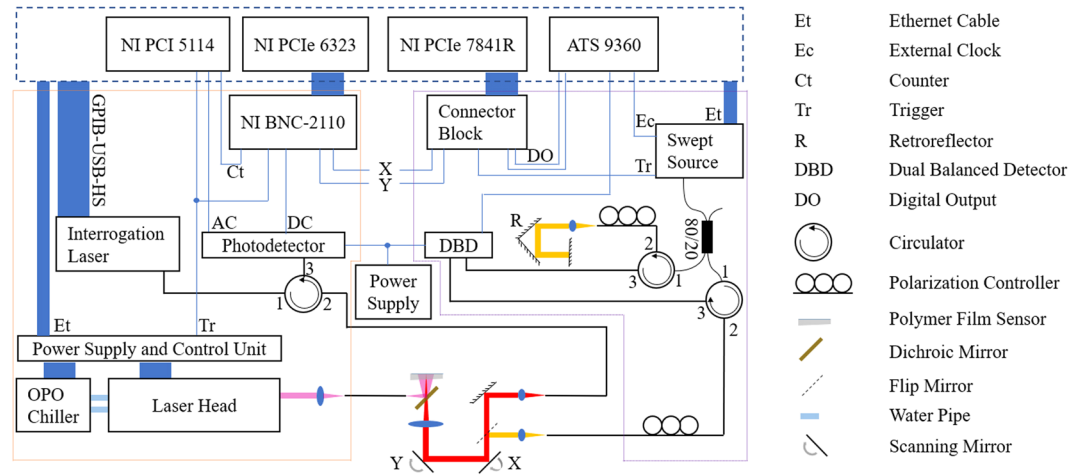 NI PCI 5114
NI PCIe 6323
NI PCIe 7841R
ATS 9360
GPIB-USB-HS
NI BNC-2110
Connector
Block
Ec
Et
Swept
Source
Ct
X
Y
DO
Tr
Interrogation
Laser
AC
DC
Photodetector
DBD
R
80/20
Power
Supply
1
2
3
1
2
3
1
2
3
Et
Tr
Power Supply and Control Unit
OPO
Chiller
Laser Head
Y
X
Et Ethernet Cable
Ec External Clock
Ct Counter
Tr Trigger
R Retroreflector
DBD Dual Balanced Detector
DO Digital Output
Circulator
Polarization Controller
Polymer Film Sensor
Dichroic Mirror
Flip Mirror
Water Pipe
Scanning Mirror